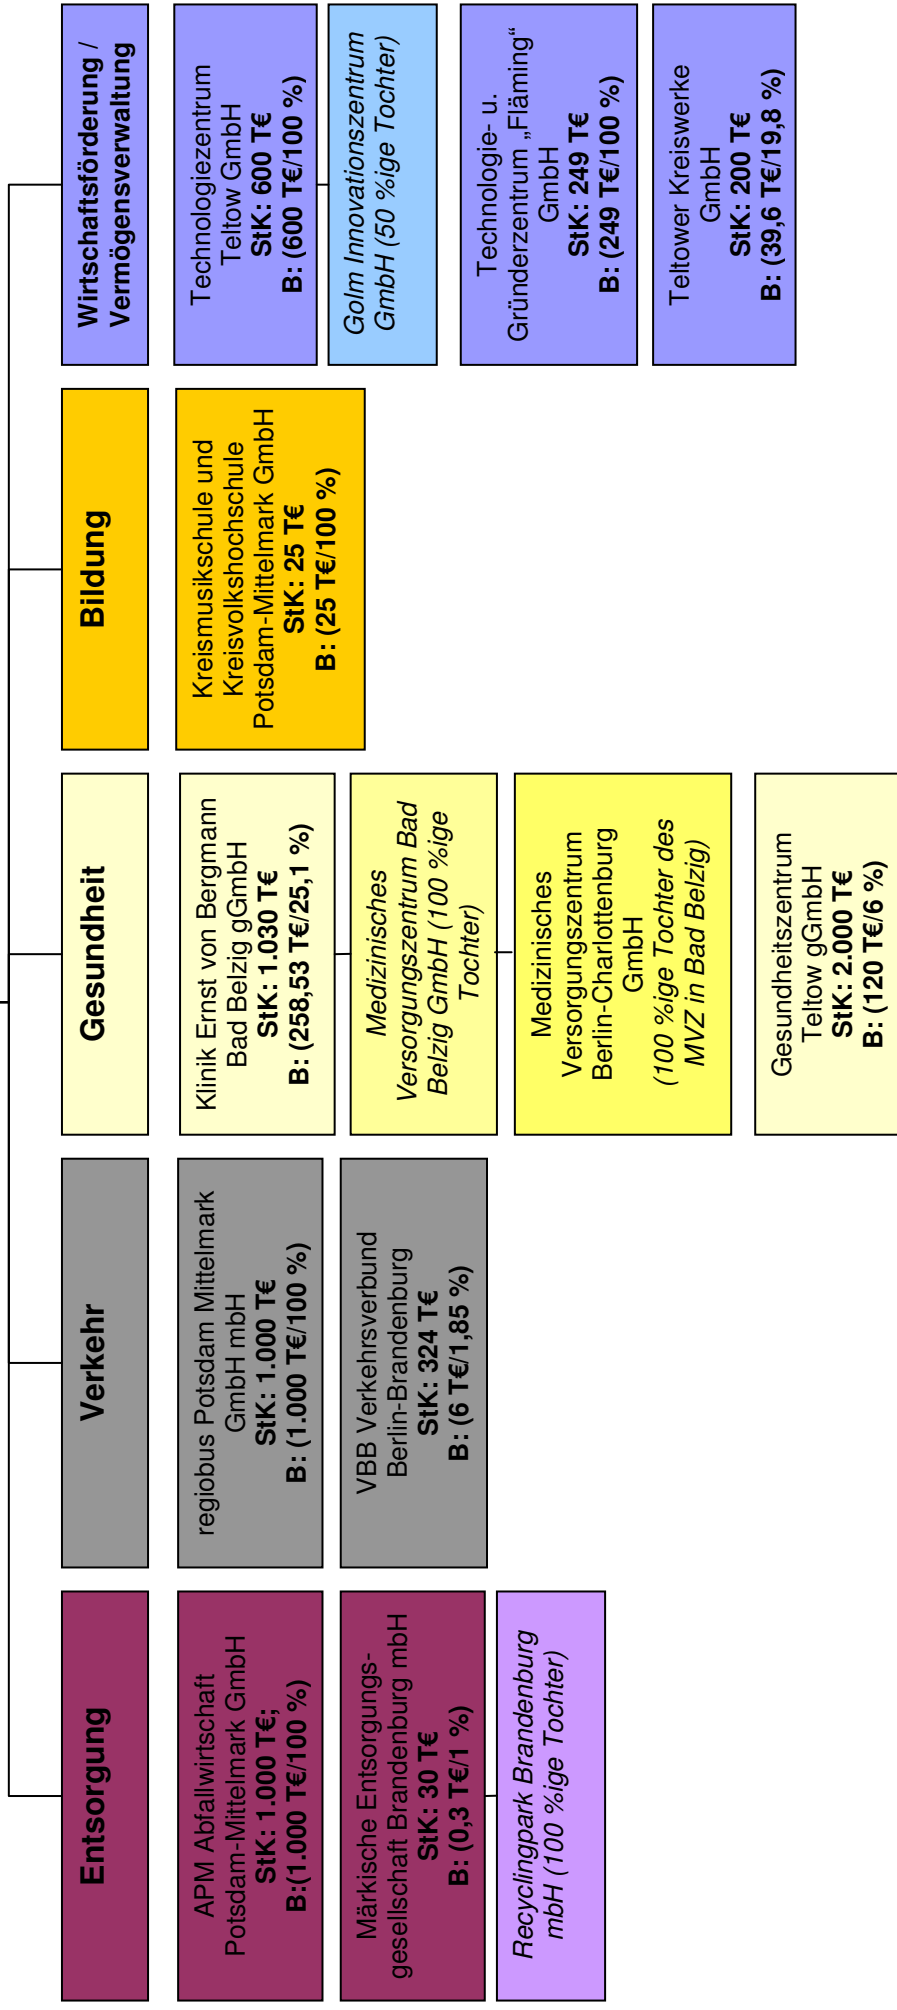 Entsorgung
APM Abfallwirtschaft
Potsdam-Mittelmark GmbH
StK: 1.000 T€;
B:(1.000 T€/100 %)
Märkische Entsorgungs-
gesellschaft Brandenburg mbH
StK: 30 T€
B: (0,3 T€/1 %)
Recyclingpark Brandenburg
mbH (100 %ige Tochter)
Verkehr
regiobus Potsdam Mittelmark
GmbH mbH
StK: 1.000 T€
B: (1.000 T€/100 %)
VBB Verkehrsverbund
Berlin-Brandenburg
StK: 324 T€
B: (6 T€/1,85 %)
Gesundheit
Klinik Ernst von Bergmann
Bad Belzig gGmbH
StK: 1.030 T€
B: (258,53 T€/25,1 %)
Medizinisches
Versorgungszentrum Bad
Belzig GmbH (100 %ige
Tochter)
Medizinisches
Versorgungszentrum
Berlin-Charlottenburg
GmbH
(100 %ige Tochter des
MVZ in Bad Belzig)
Gesundheitszentrum
Teltow gGmbH
StK: 2.000 T€
B: (120 T€/6 %)
Bildung
Kreismusikschule und
Kreisvolkshochschule
Potsdam-Mittelmark GmbH
StK: 25 T€
B: (25 T€/100 %)
Wirtschaftsförderung /
Vermögensverwaltung
Technologiezentrum
Teltow GmbH
StK: 600 T€
B: (600 T€/100 %)
Golm Innovationszentrum
GmbH (50 %ige Tochter)
Technologie- u.
Gründerzentrum „Fläming“
GmbH
StK: 249 T€
B: (249 T€/100 %)
Teltower Kreiswerke
GmbH
StK: 200 T€
B: (39,6 T€/19,8 %)